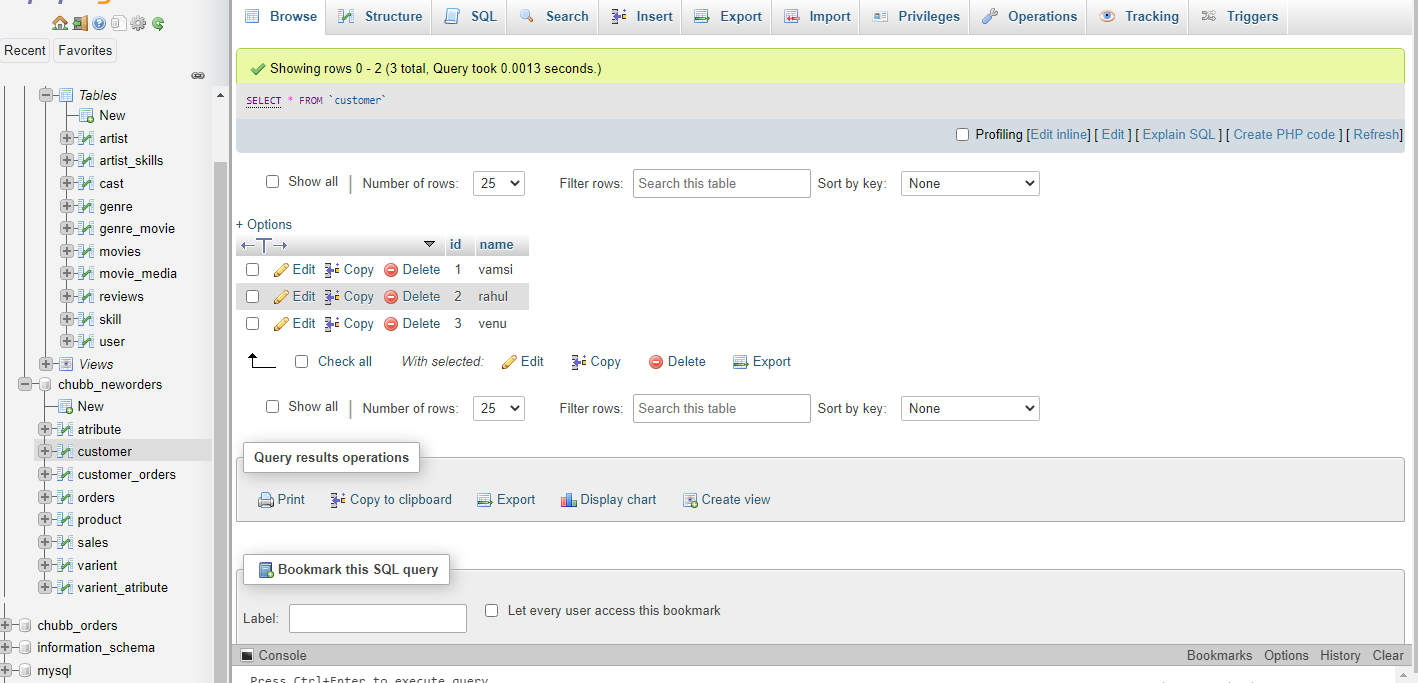 Recent Favorites
Tables
New
artist
artist_skills
cast
genre
genre_movie
movies
movie_media
reviews
skill
user
Views
chubb_neworders
New
atribute
customer
customer_orders
orders
product
sales
varient
varient_atribute
chubb_orders
information_schema
mysql
Browse Structure SQL Search Insert Export Import Privileges Operations Tracking Triggers
Showing rows 0 - 2 (3 total, Query took 0.0013 seconds.)
SELECT * FROM `customer`
Profiling [Edit inline] [ Edit ] [ Explain SQL ] [ Create PHP code ] [ Refresh]
Show all | Number of rows: 25 Filter rows: Search this table Sort by key: None
+ Options
←T→ id name
Edit Copy Delete 1 vamsi
Edit Copy Delete 2 rahul
Edit Copy Delete 3 venu
Check all With selected: Edit Copy Delete Export
Show all | Number of rows: 25 Filter rows: Search this table Sort by key: None
Query results operations
Print Copy to clipboard Export Display chart Create view
Bookmark this SQL query
Label: Let every user access this bookmark
Console Bookmarks Options History Clear
Press Ctrl+Enter to execute query